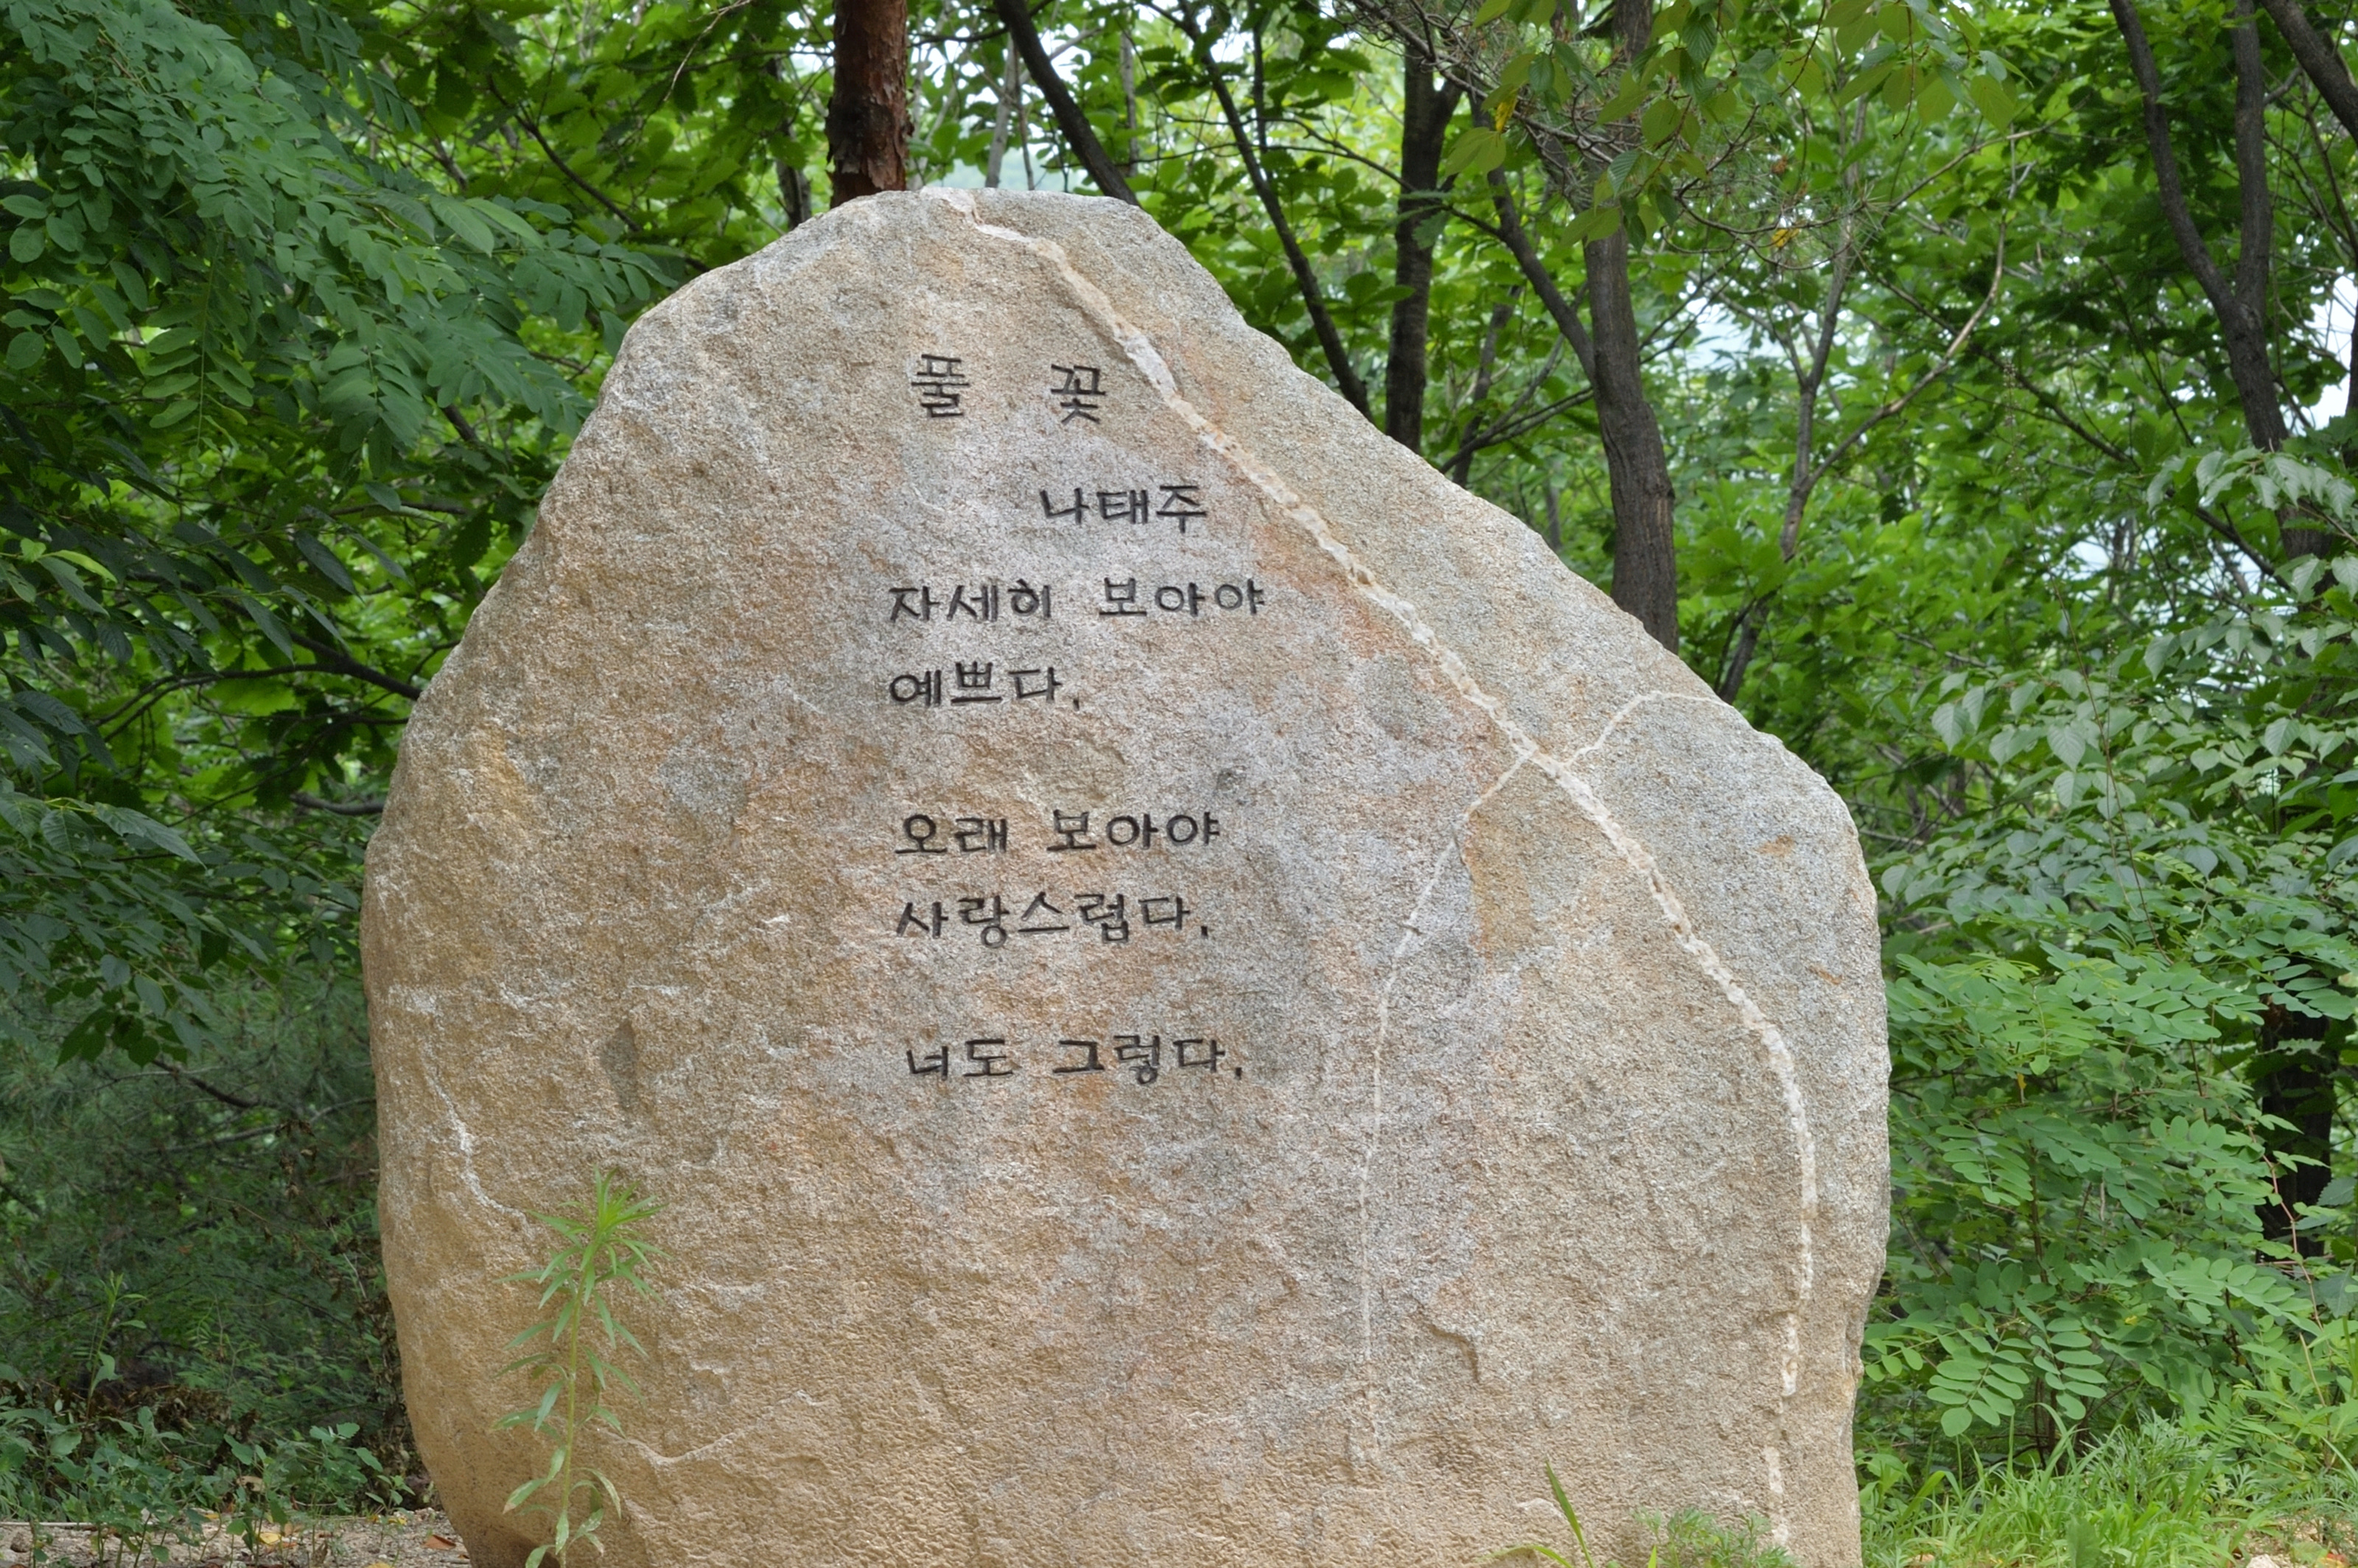 풀 꽃
나태주
자세히 보아야
예쁘다.
오래 보아야
사랑스럽다.
너도 그렇다.